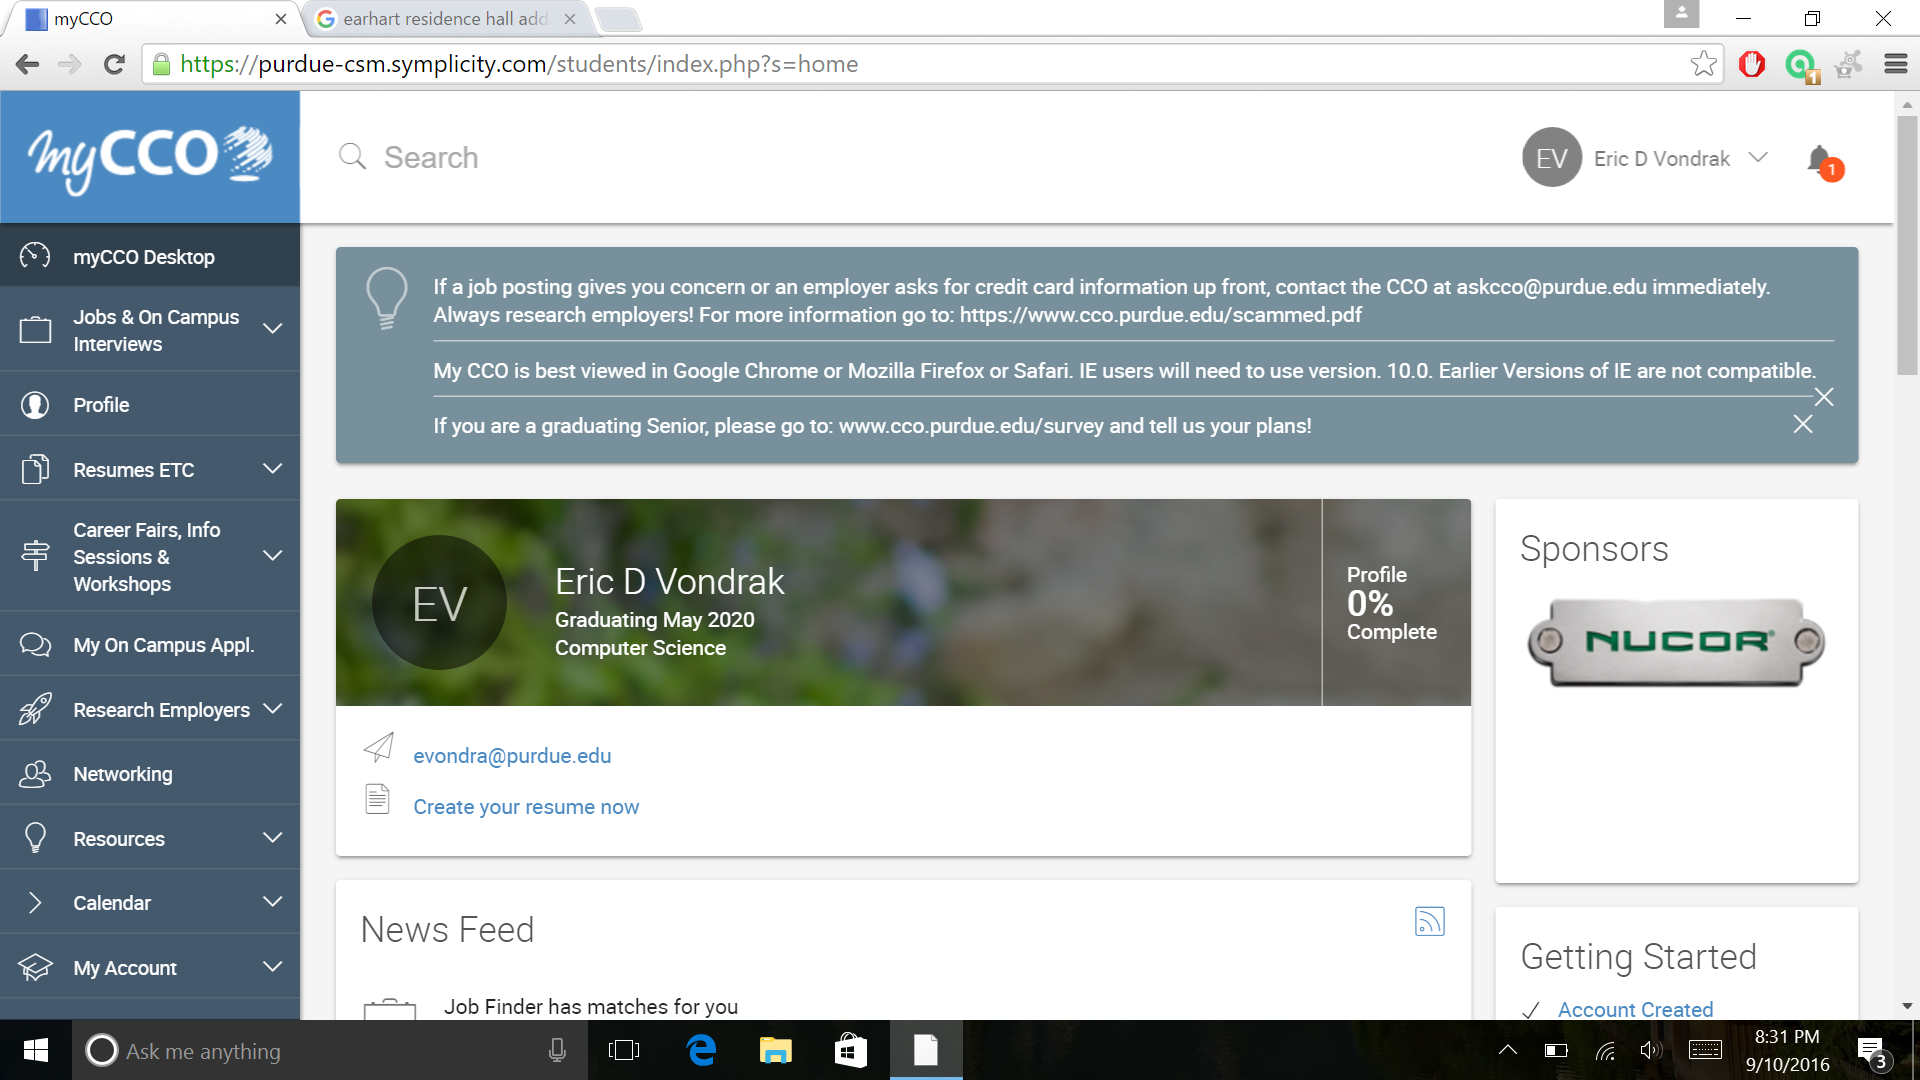 myCCO
earhart residence hall add
https://purdue-csm.symplicity.com/students/index.php?s=home
1
myCCO
Search
EV
Eric D Vondrak
1
myCCO Desktop
Jobs & On Campus
Interviews
Profile
Resumes ETC
Career Fairs, Info
Sessions &
Workshops
My On Campus Appl.
Research Employers
Networking
Resources
Calendar
My Account
If a job posting gives you concern or an employer asks for credit card information up front, contact the CCO at askcco@purdue.edu immediately.
Always research employers! For more information go to: https://www.cco.purdue.edu/scammed.pdf
My CCO is best viewed in Google Chrome or Mozilla Firefox or Safari. IE users will need to use version. 10.0. Earlier Versions of IE are not compatible.
If you are a graduating Senior, please go to: www.cco.purdue.edu/survey and tell us your plans!
EV
Eric D Vondrak
Graduating May 2020
Computer Science
Profile
0%
Complete
evondra@purdue.edu
Create your resume now
News Feed
Job Finder has matches for you
Sponsors
NUCOR
Getting Started
Account Created
Ask me anything
8:31 PM
9/10/2016
3